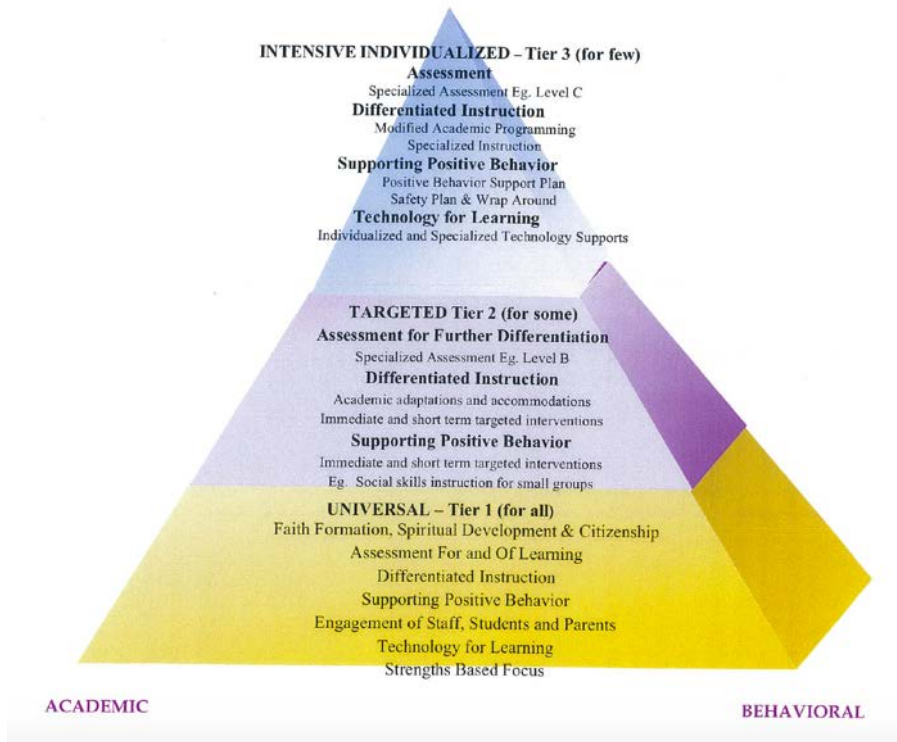 INTENSIVE INDIVIDUALIZED – Tier 3 (for few)
Assessment
Specialized Assessment Eg. Level C
Differentiated Instruction
Modified Academic Programming
Specialized Instruction
Supporting Positive Behavior
Positive Behavior Support Plan
Safety Plan & Wrap Around
Technology for Learning
Individualized and Specialized Technology Supports
TARGETED Tier 2 (for some)
Assessment for Further Differentiation
Specialized Assessment Eg. Level B
Differentiated Instruction
Academic adaptations and accommodations
Immediate and short term targeted interventions
Supporting Positive Behavior
Immediate and short term targeted interventions
Eg. Social skills instruction for small groups
UNIVERSAL – Tier 1 (for all)
Faith Formation, Spiritual Development & Citizenship
Assessment For and Of Learning
Differentiated Instruction
Supporting Positive Behavior
Engagement of Staff, Students and Parents
Technology for Learning
Strengths Based Focus
ACADEMIC
BEHAVIORAL